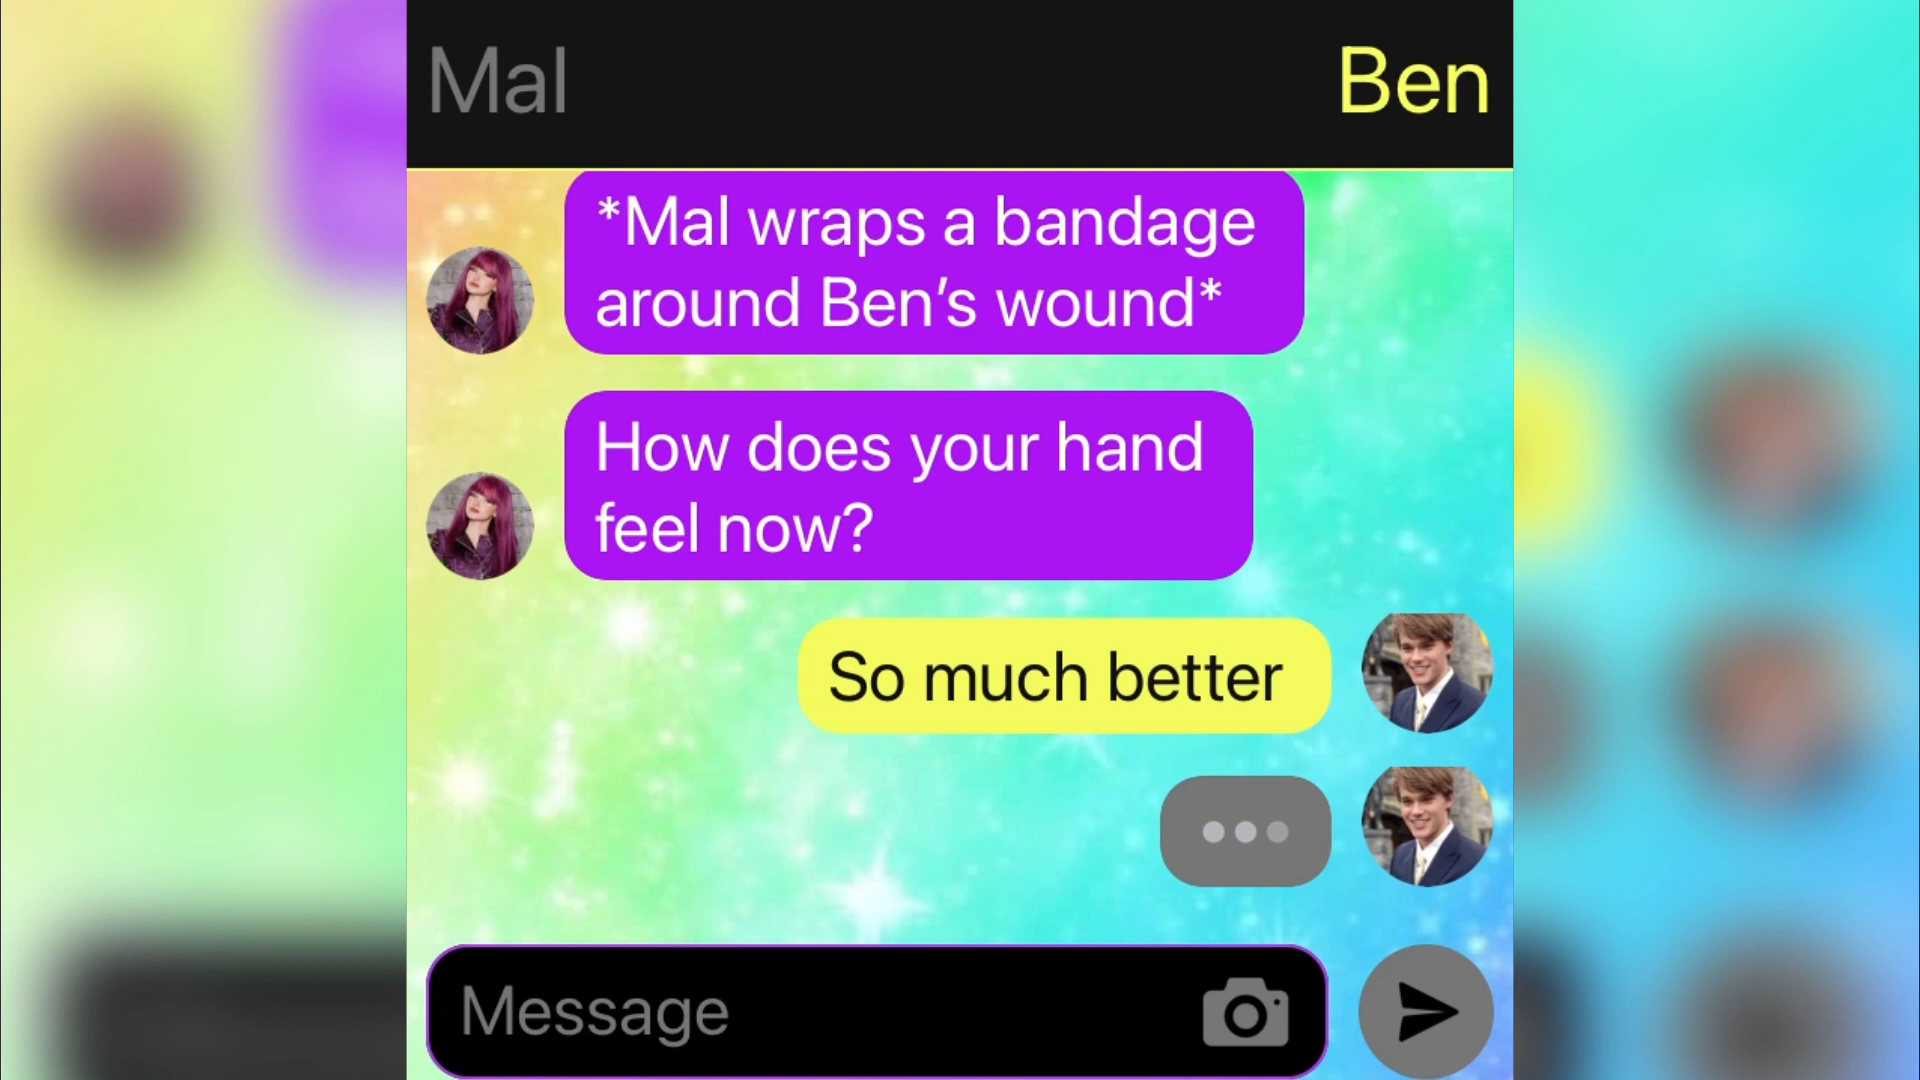 Mal
Ben
*Mal wraps a bandage
around Ben’s wound*
How does your hand
feel now?
So much better
Message